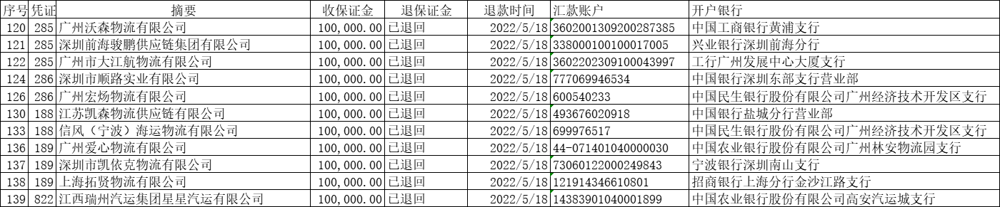 序号 凭证 摘要 收保证金 退保证金 退款时间 汇款账户 开户银行
120 285 广州沃森物流有限公司 100,000.00 已退回 2022/5/18 3602001309200287385 中国工商银行黄浦支行
121 285 深圳前海骏鹏供应链集团有限公司 100,000.00 已退回 2022/5/18 338000100100017005 兴业银行深圳前海分行
122 285 广州市大江航物流有限公司 100,000.00 已退回 2022/5/18 3602202309100043997 工行广州发展中心大厦支行
124 286 深圳市顺路实业有限公司 100,000.00 已退回 2022/5/18 777069946534 中国银行深圳东部支行营业部
126 286 广州宏炀物流有限公司 100,000.00 已退回 2022/5/18 600540233 中国民生银行股份有限公司广州经济技术开发区支行
130 188 江苏凯森物流供应链有限公司 100,000.00 已退回 2022/5/18 493676020918 中国银行盐城分行营业部
133 188 信风（宁波）海运物流有限公司 100,000.00 已退回 2022/5/18 699976517 中国民生银行股份有限公司广州经济技术开发区支行
136 189 广州爱心物流有限公司 100,000.00 已退回 2022/5/18 44-071401040000030 中国农业银行股份有限公司广州林安物流园支行
137 189 深圳市凯依克物流有限公司 100,000.00 已退回 2022/5/18 73060122000249843 宁波银行深圳南山支行
138 189 上海拓贤物流有限公司 100,000.00 已退回 2022/5/18 121914346610801 招商银行上海分行金沙江路支行
139 822 江西瑞州汽运集团星星汽运有限公司 100,000.00 已退回 2022/5/18 14383901040001899 中国农业银行股份有限公司高安汽运城支行